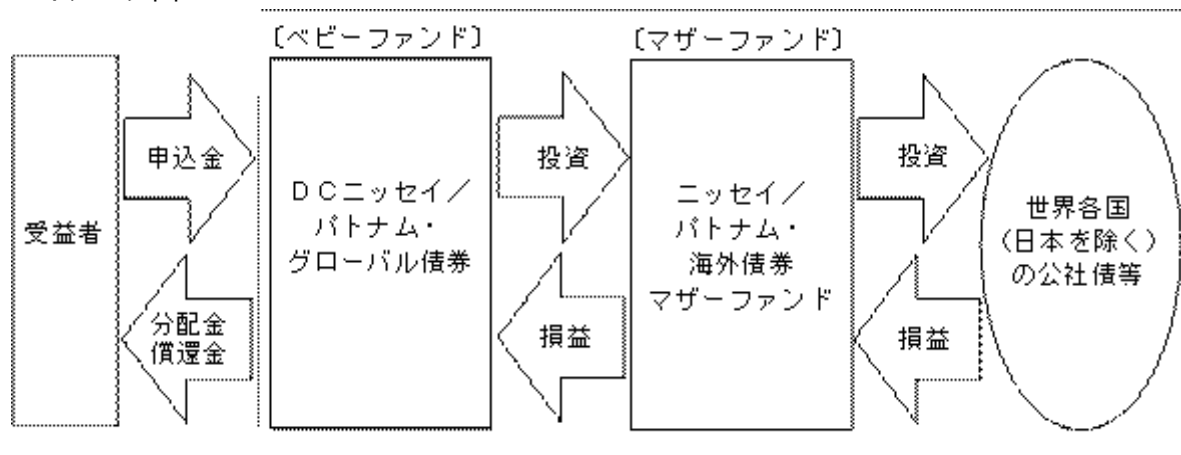 〔ベビーファンド〕
〔マザーファンド〕
受益者
申込金
分配金
償還金
DCニッセイ/
パトナム・
グローバル債券
投資
損益
ニッセイ/
パトナム・
海外債券
マザーファンド
投資
損益
世界各国
(日本を除く)
の公社債等